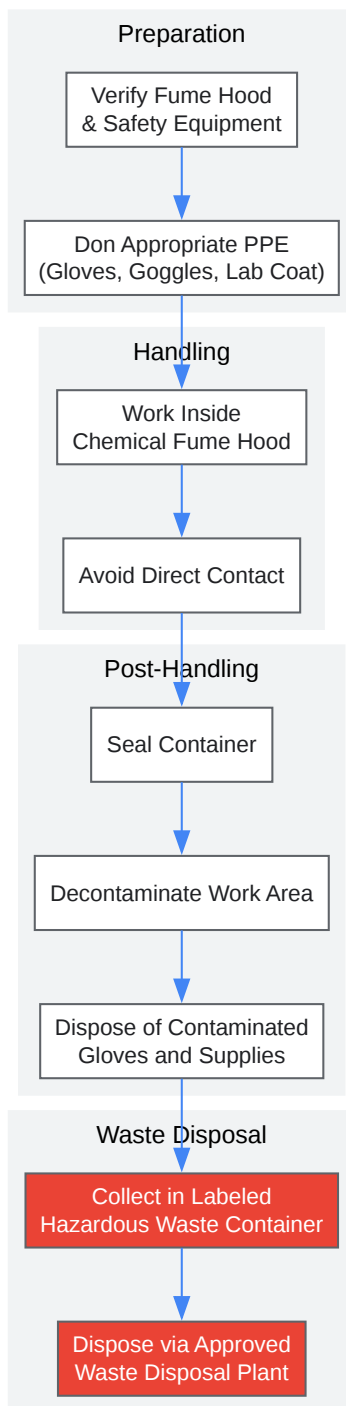 Preparation
Verify Fume Hood
& Safety Equipment
Don Appropriate PPE
(Gloves, Goggles, Lab Coat)
Handling
Work Inside
Chemical Fume Hood
Avoid Direct Contact
Post-Handling
Seal Container
Decontaminate Work Area
Dispose of Contaminated
Gloves and Supplies
Waste Disposal
Collect in Labeled
Hazardous Waste Container
Dispose via Approved
Waste Disposal Plant